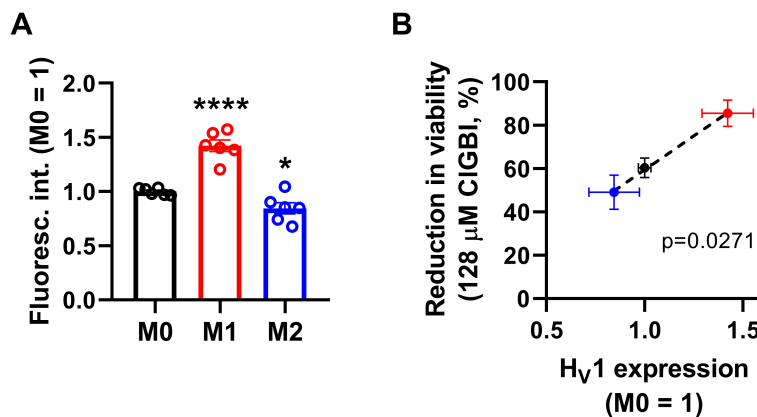 A
Fluoresc. int. (M0 = 1)
2.0
1.5
1.0
0.5
0.0
****
*
M0 M1 M2
B
Reduction in viability
(128 μM ClGBI, %)
100
80
60
40
20
0
p=0.0271
0.5 1.0 1.5
HV1 expression
(M0 = 1)